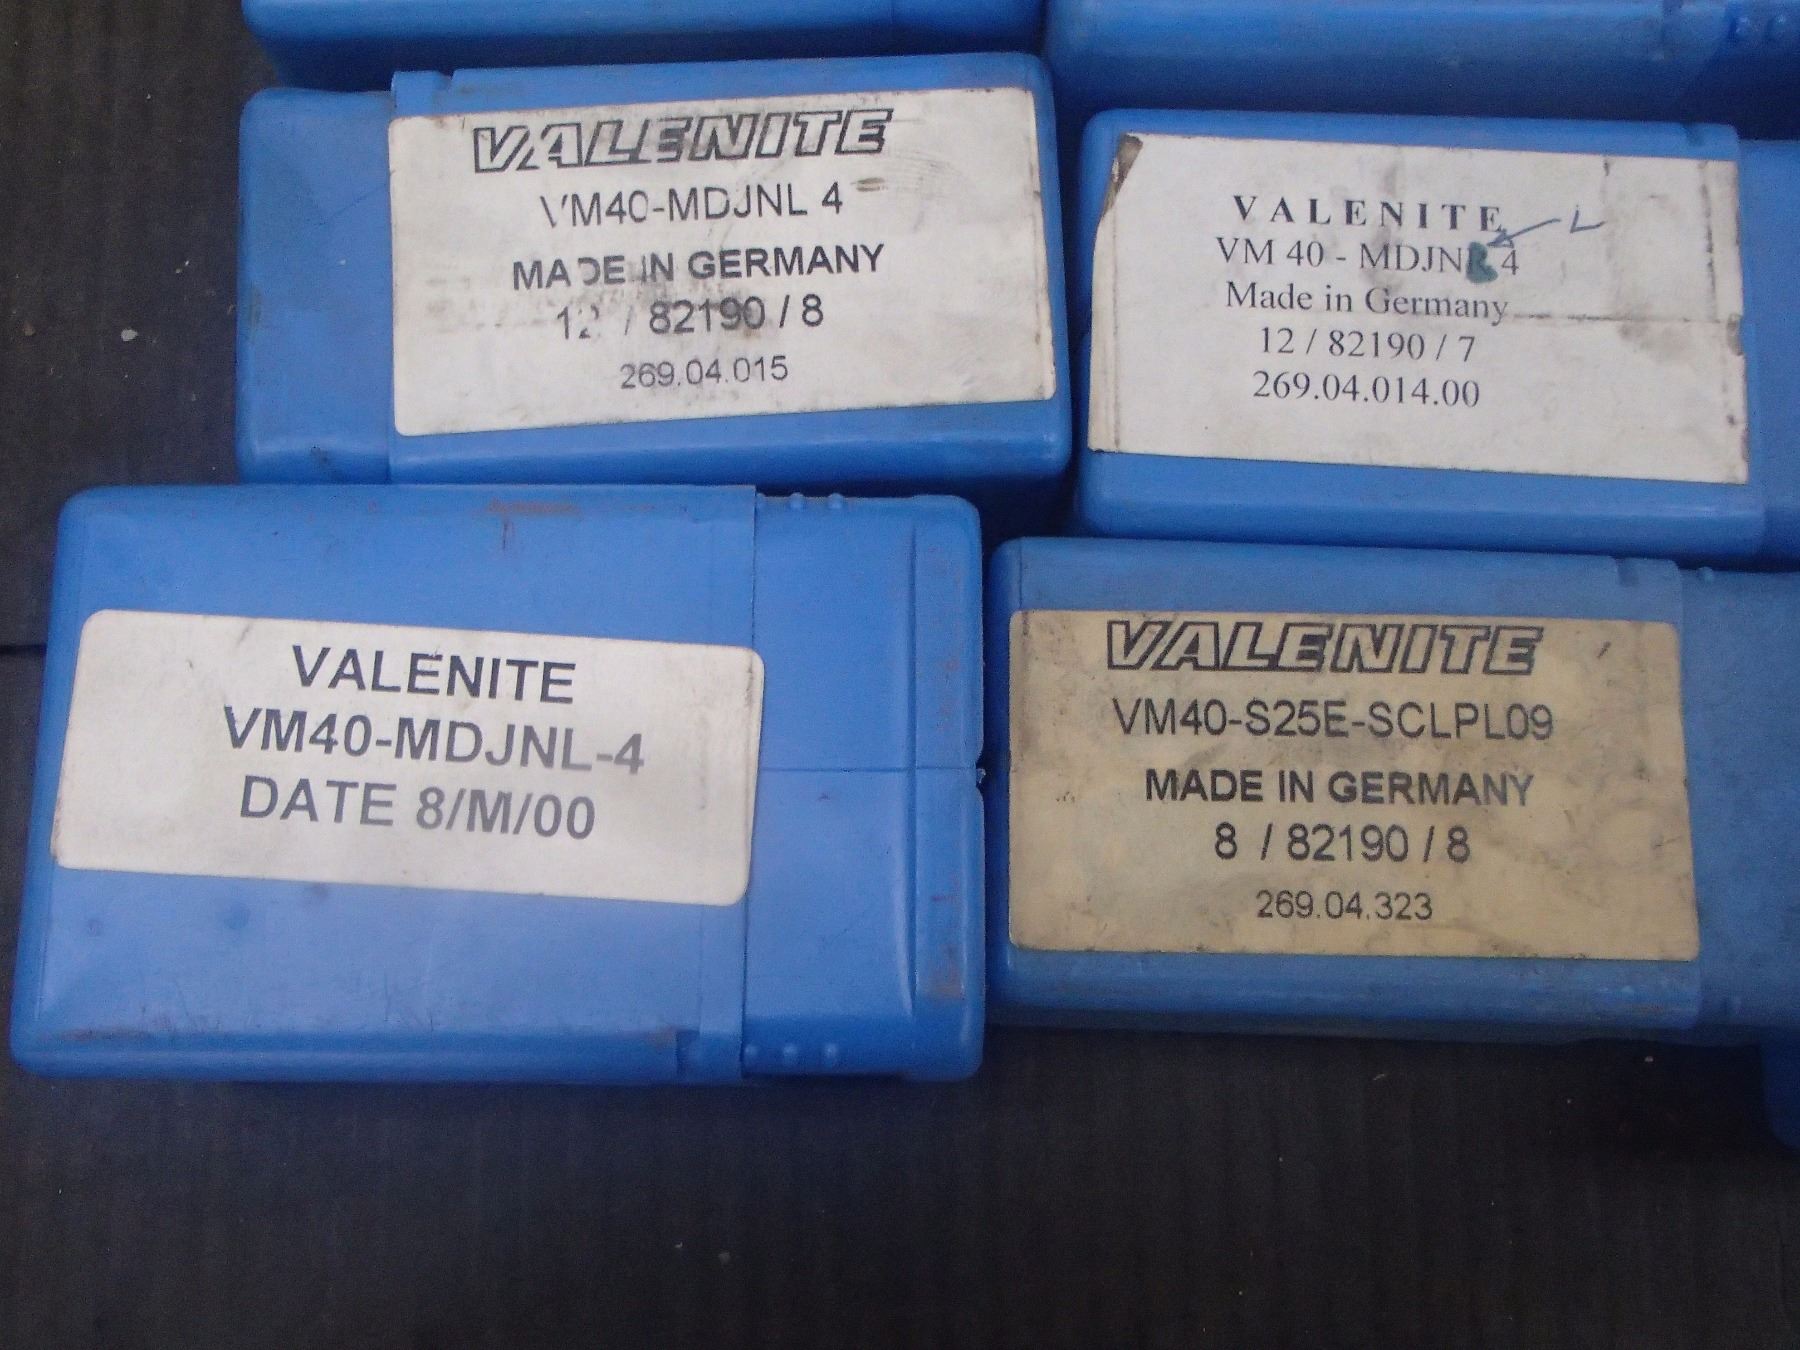 VALENITE
VM40-MDJNL 4
MADE IN GERMANY
12 / 82190 / 8
269.04.015
VALENITE
L
VM 40 - MDJNR 4
Made in Germany
12 / 82190 / 7
269.04.014.00
VALENITE
VM40-MDJNL-4
DATE 8/M/00
VALENITE
VM40-S25E-SCLPL09
MADE IN GERMANY
8 / 82190 / 8
269.04.323